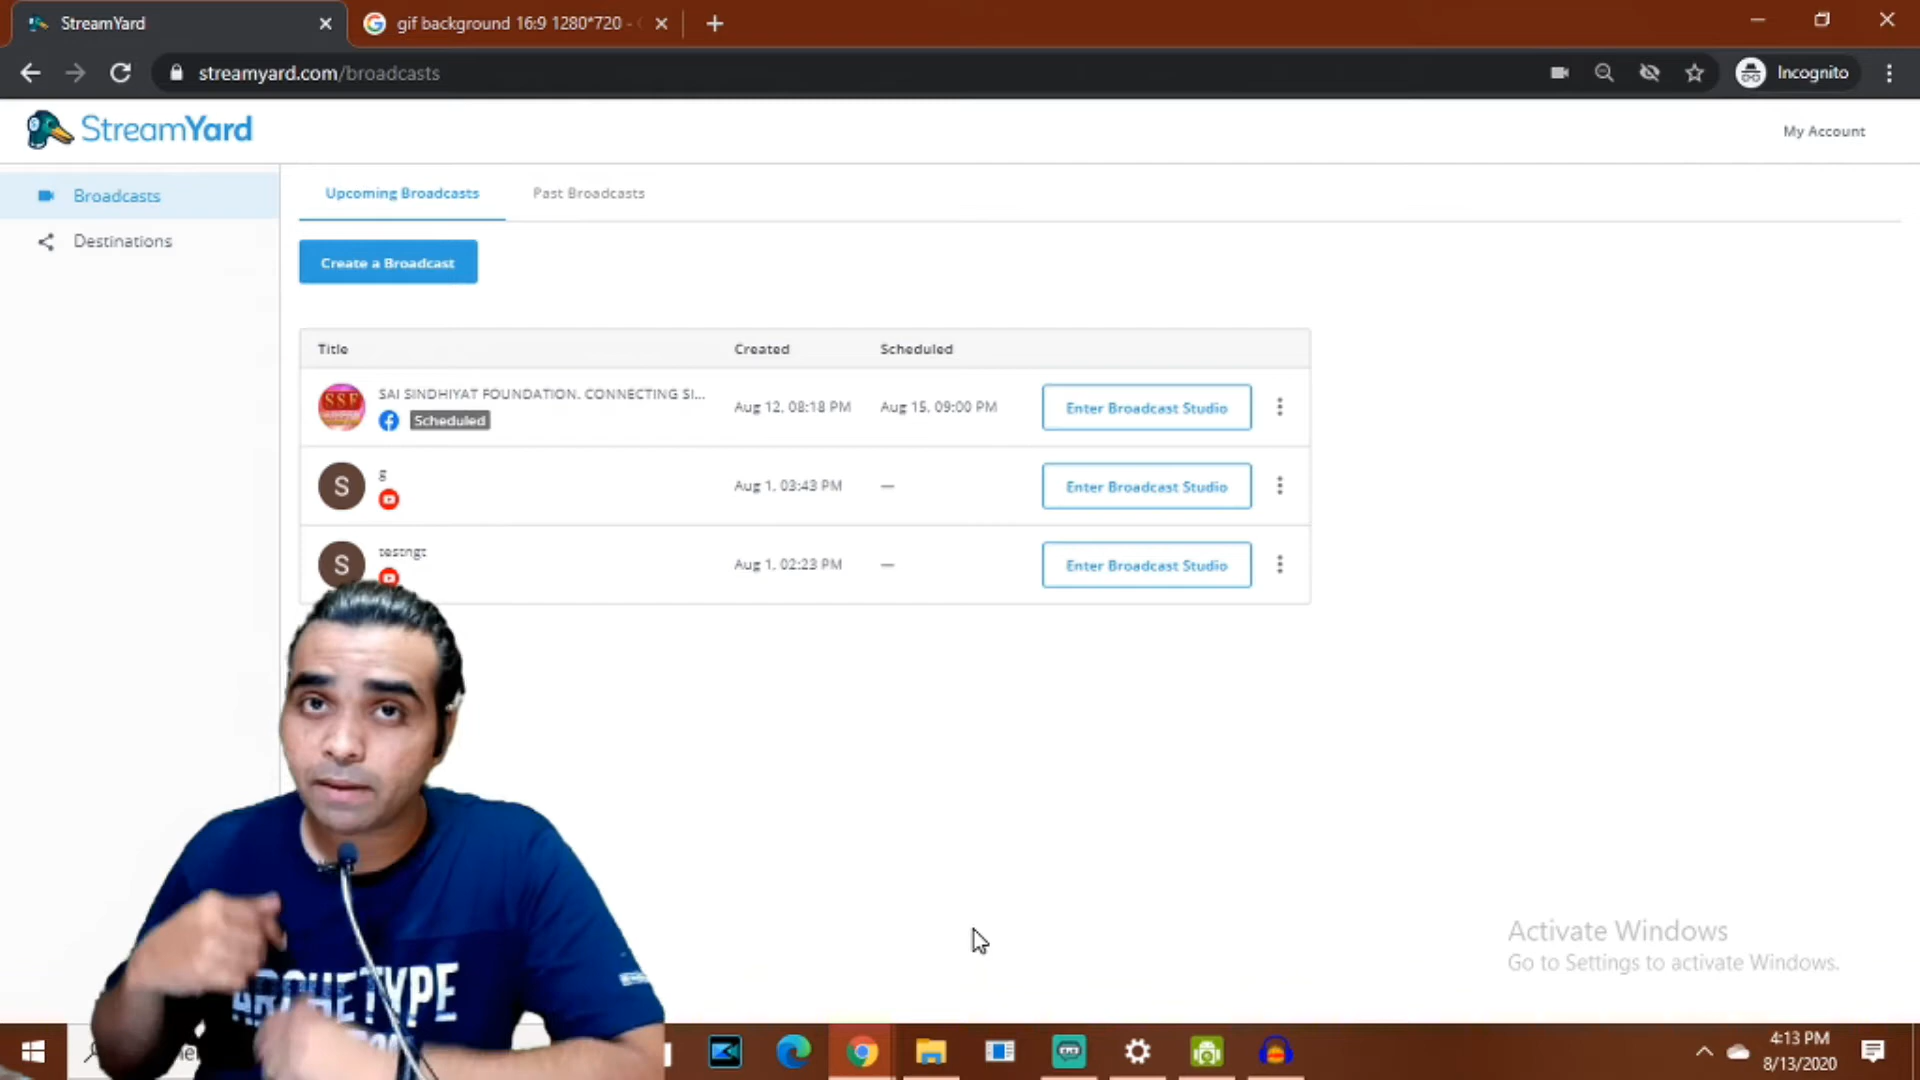 StreamYard
gif background 16:9 1280*720 -
streamyard.com/broadcasts
Incognito
StreamYard
My Account
Broadcasts
Destinations
Upcoming Broadcasts
Past Broadcasts
Create a Broadcast
Title Created Scheduled
SSF
SAI SINDHIYAT FOUNDATION. CONNECTING SI...
Scheduled
Aug 12, 08:18 PM
Aug 15, 09:00 PM
Enter Broadcast Studio
S
g
Aug 1, 03:43 PM
—
Enter Broadcast Studio
S
testngt
Aug 1, 02:23 PM
—
Enter Broadcast Studio
ARCHETYPE
Activate Windows
Go to Settings to activate Windows.
4:13 PM
8/13/2020